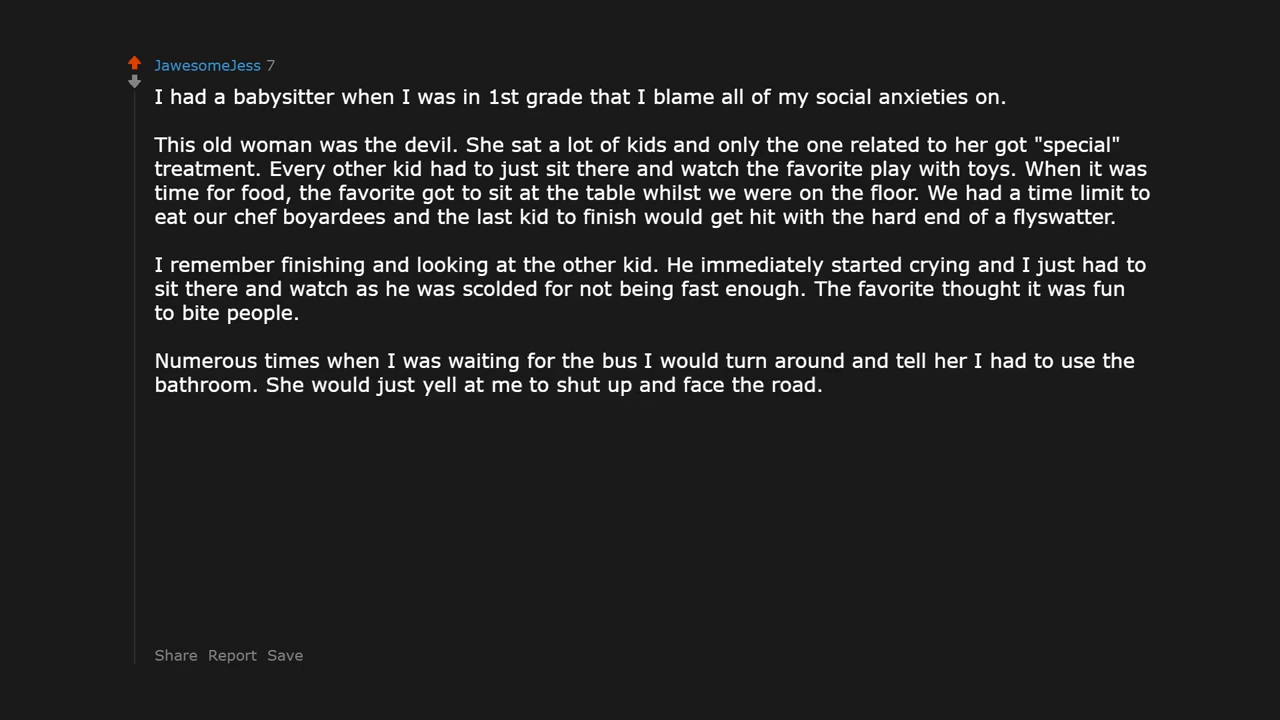 JawesomeJess 7
I had a babysitter when I was in 1st grade that I blame all of my social anxieties on.
This old woman was the devil. She sat a lot of kids and only the one related to her got "special"
treatment. Every other kid had to just sit there and watch the favorite play with toys. When it was
time for food, the favorite got to sit at the table whilst we were on the floor. We had a time limit to
eat our chef boyardees and the last kid to finish would get hit with the hard end of a flyswatter.
I remember finishing and looking at the other kid. He immediately started crying and I just had to
sit there and watch as he was scolded for not being fast enough. The favorite thought it was fun
to bite people.
Numerous times when I was waiting for the bus I would turn around and tell her I had to use the
bathroom. She would just yell at me to shut up and face the road.
Share Report Save